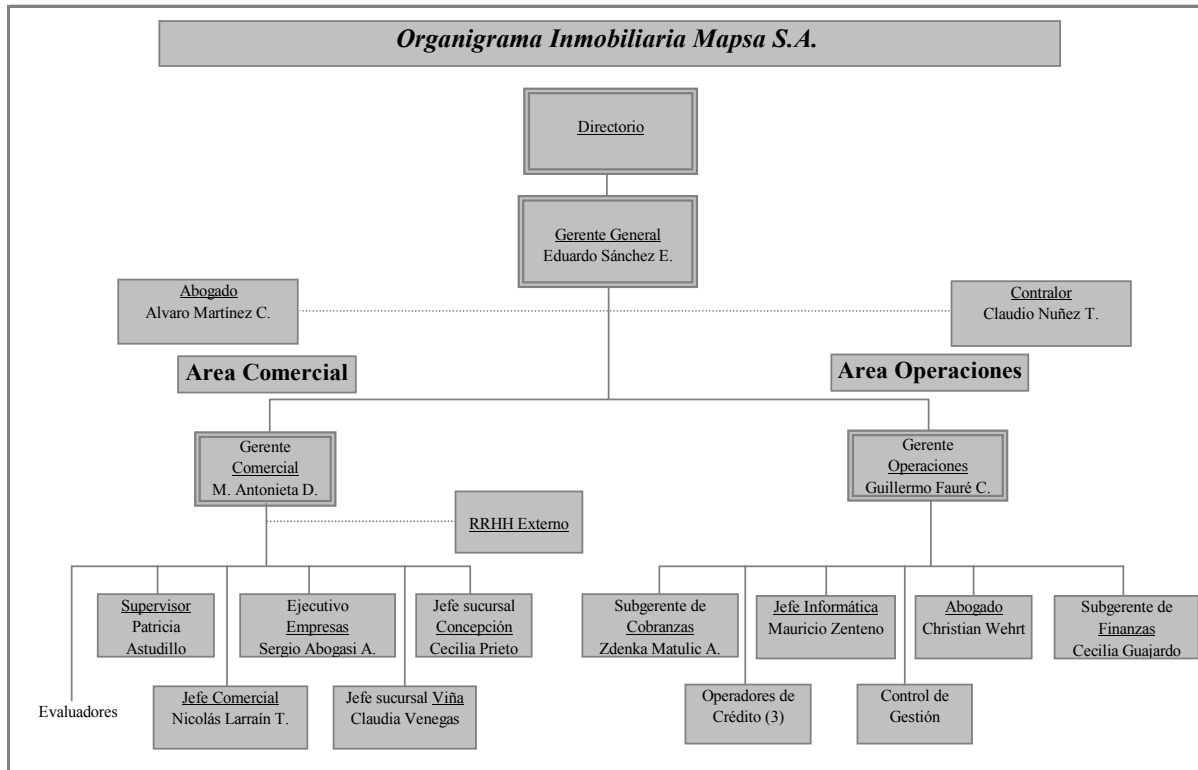 Organigrama Inmobiliaria Mapsa S.A.
Directorio
Gerente General
Eduardo Sánchez E.
Abogado
Alvaro Martínez C.
Contralor
Claudio Nuñez T.
Area Comercial
Area Operaciones
Gerente
Comercial
M. Antonieta D.
Gerente
Operaciones
Guillermo Fauré C.
RRHH Externo
Supervisor
Patricia
Astudillo
Ejecutivo
Empresas
Sergio Abogasi A.
Jefe sucursal
Concepción
Cecilia Prieto
Subgerente de
Cobranzas
Zdenka Matulic A.
Jefe Informática
Mauricio Zenteno
Abogado
Christian Wehrt
Subgerente de
Finanzas
Cecilia Guajardo
Evaluadores
Jefe Comercial
Nicolás Larraín T.
Jefe sucursal Viña
Claudia Venegas
Operadores de
Crédito (3)
Control de
Gestión